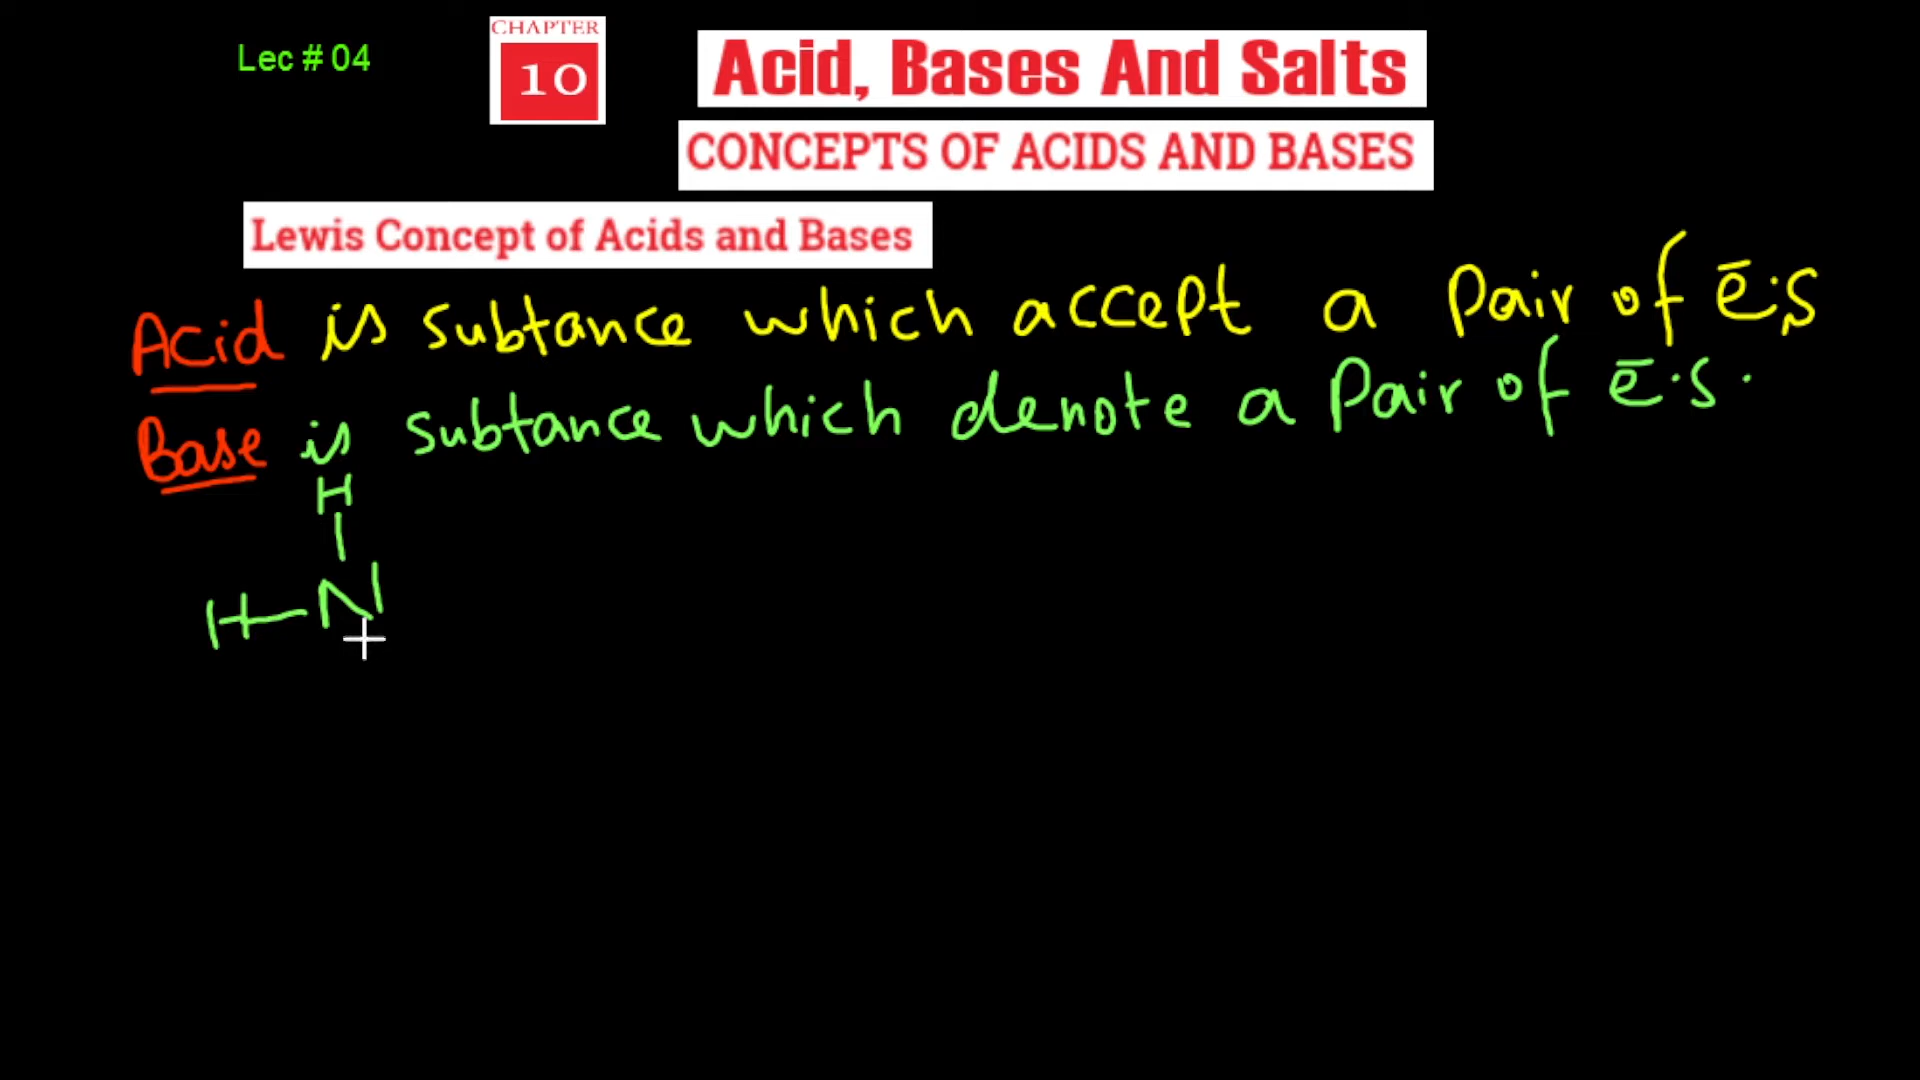 Lec # 04
CHAPTER
10
Acid, Bases And Salts
CONCEPTS OF ACIDS AND BASES
Lewis Concept of Acids and Bases
Acid is subtance which accept a Pair of ē.s
Base is subtance which denote a Pair of ē.s.
H
H-N